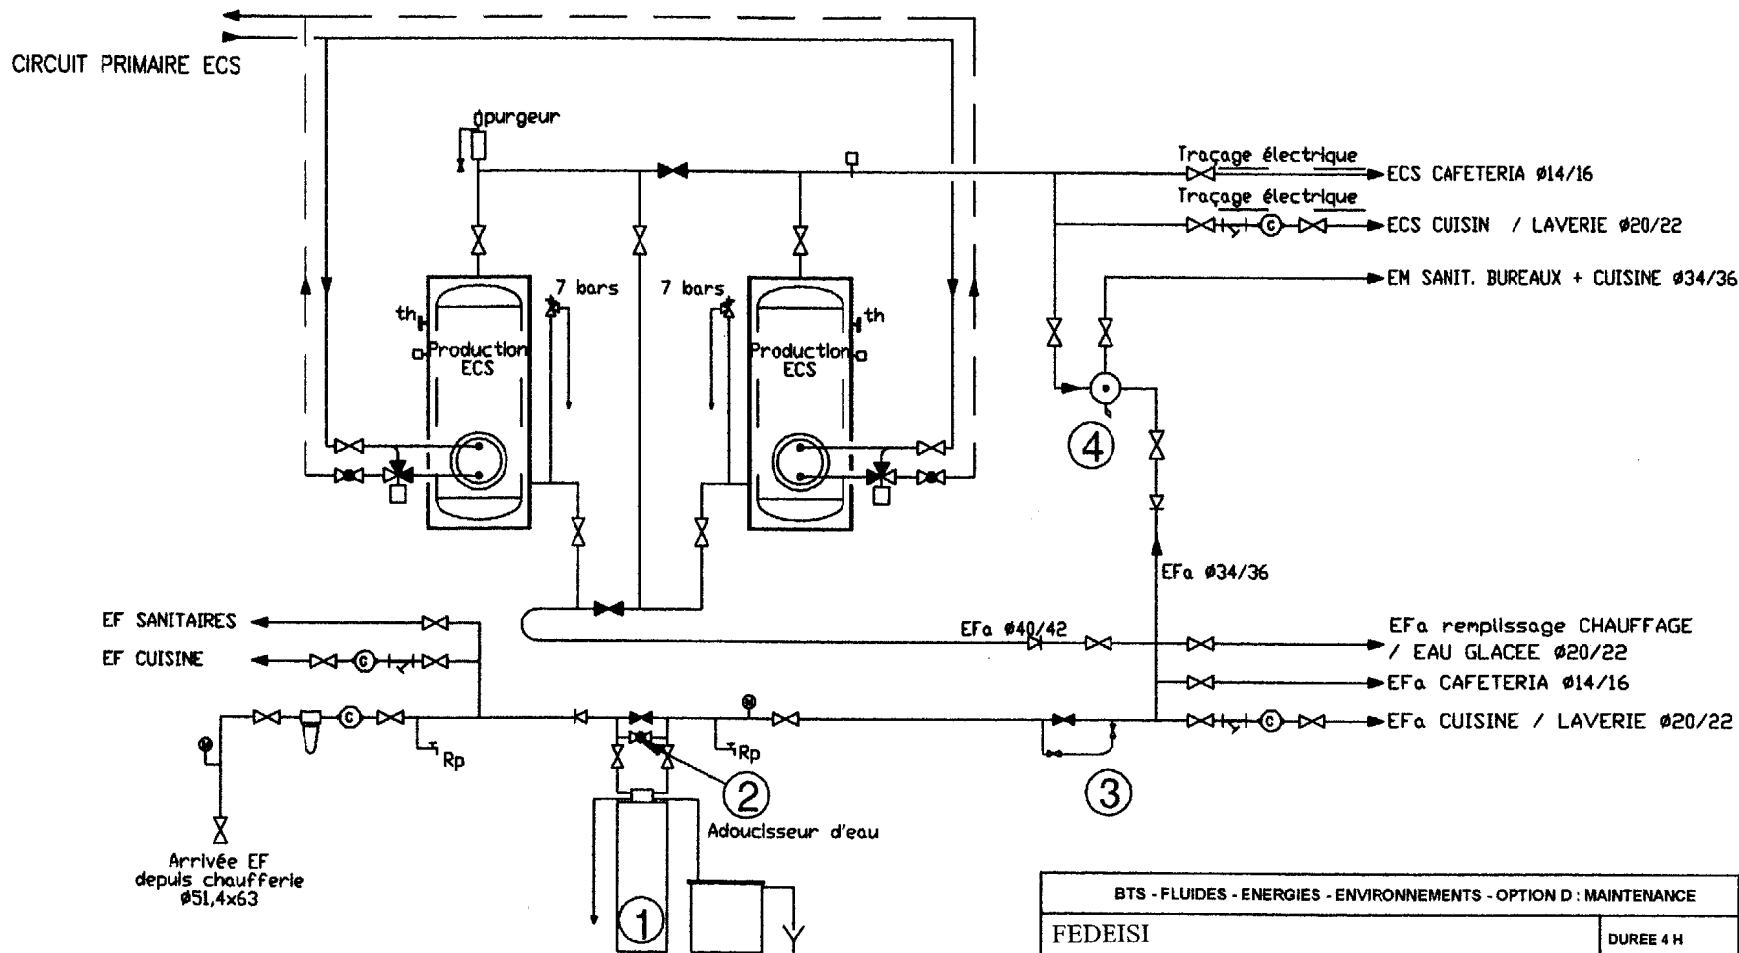 CIRCUIT PRIMAIRE ECS
purgeur
Traçage électrique
ECS CAFETERIA ø14/16
Traçage électrique
C
ECS CUISIN / LAVERIE ø20/22
7 bars
7 bars
EM SANIT. BUREAUX + CUISINE ø34/36
th
th
Production
ECS
Production
ECS
4
EFa ø34/36
EF SANITAIRES
EFa ø40/42
EFa remplissage CHAUFFAGE
/ EAU GLACEE ø20/22
EF CUISINE
C
EFa CAFETERIA ø14/16
M
C
C
EFa CUISINE / LAVERIE ø20/22
M
Rp
Rp
2
3
Adoucisseur d'eau
Arrivée EF
depuis chaufferie
ø51,4x63
1
BTS - FLUIDES - ENERGIES - ENVIRONNEMENTS - OPTION D : MAINTENANCE
FEDEISI
DUREE 4 H